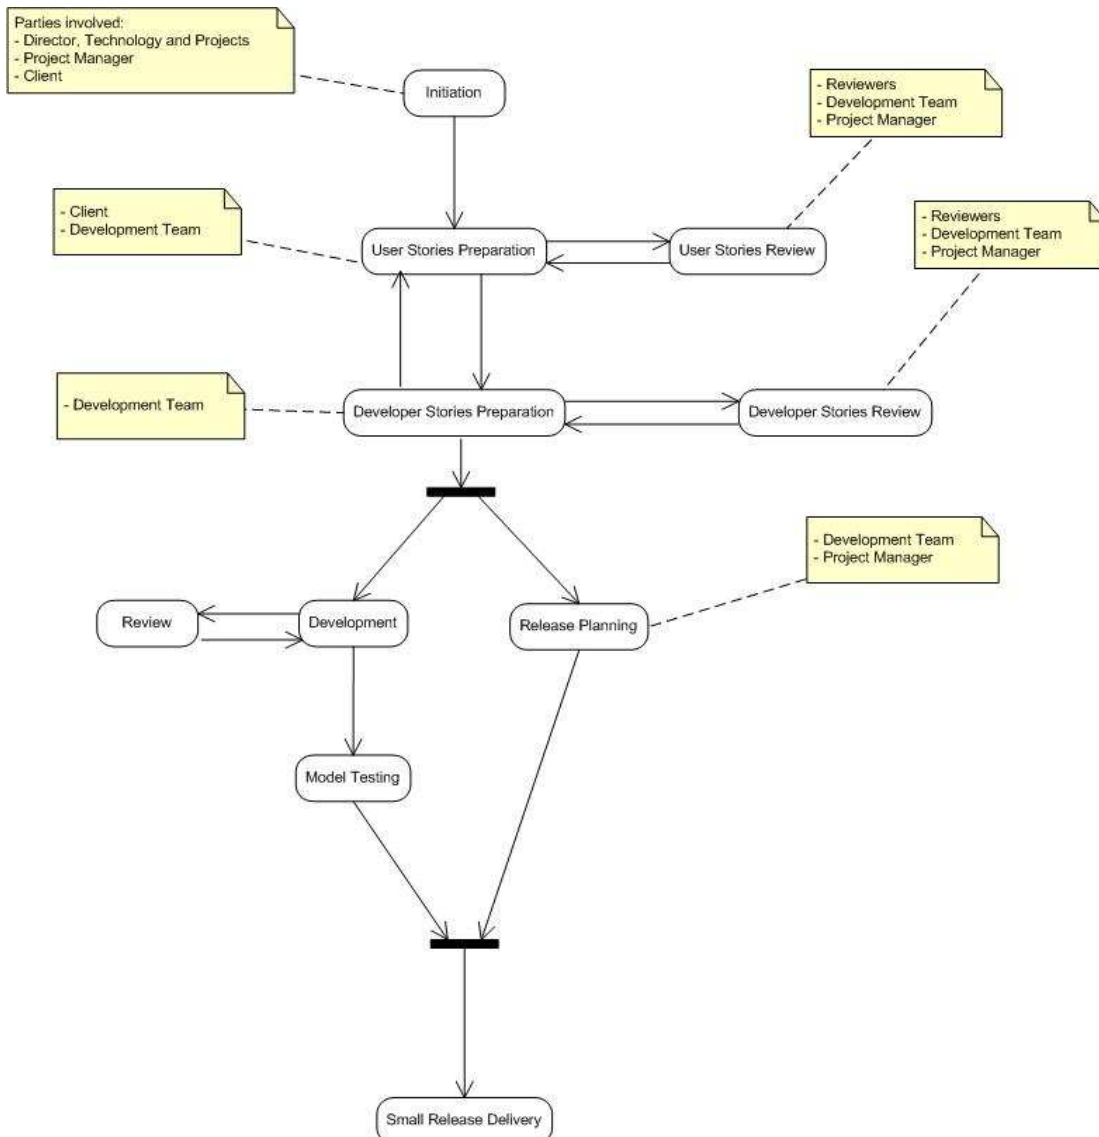 Parties involved:
- Director, Technology and Projects
- Project Manager
- Client
Initiation
- Reviewers
- Development Team
- Project Manager
- Client
- Development Team
User Stories Preparation
User Stories Review
- Reviewers
- Development Team
- Project Manager
- Development Team
Developer Stories Preparation
Developer Stories Review
- Development Team
- Project Manager
Review
Development
Release Planning
Model Testing
Small Release Delivery